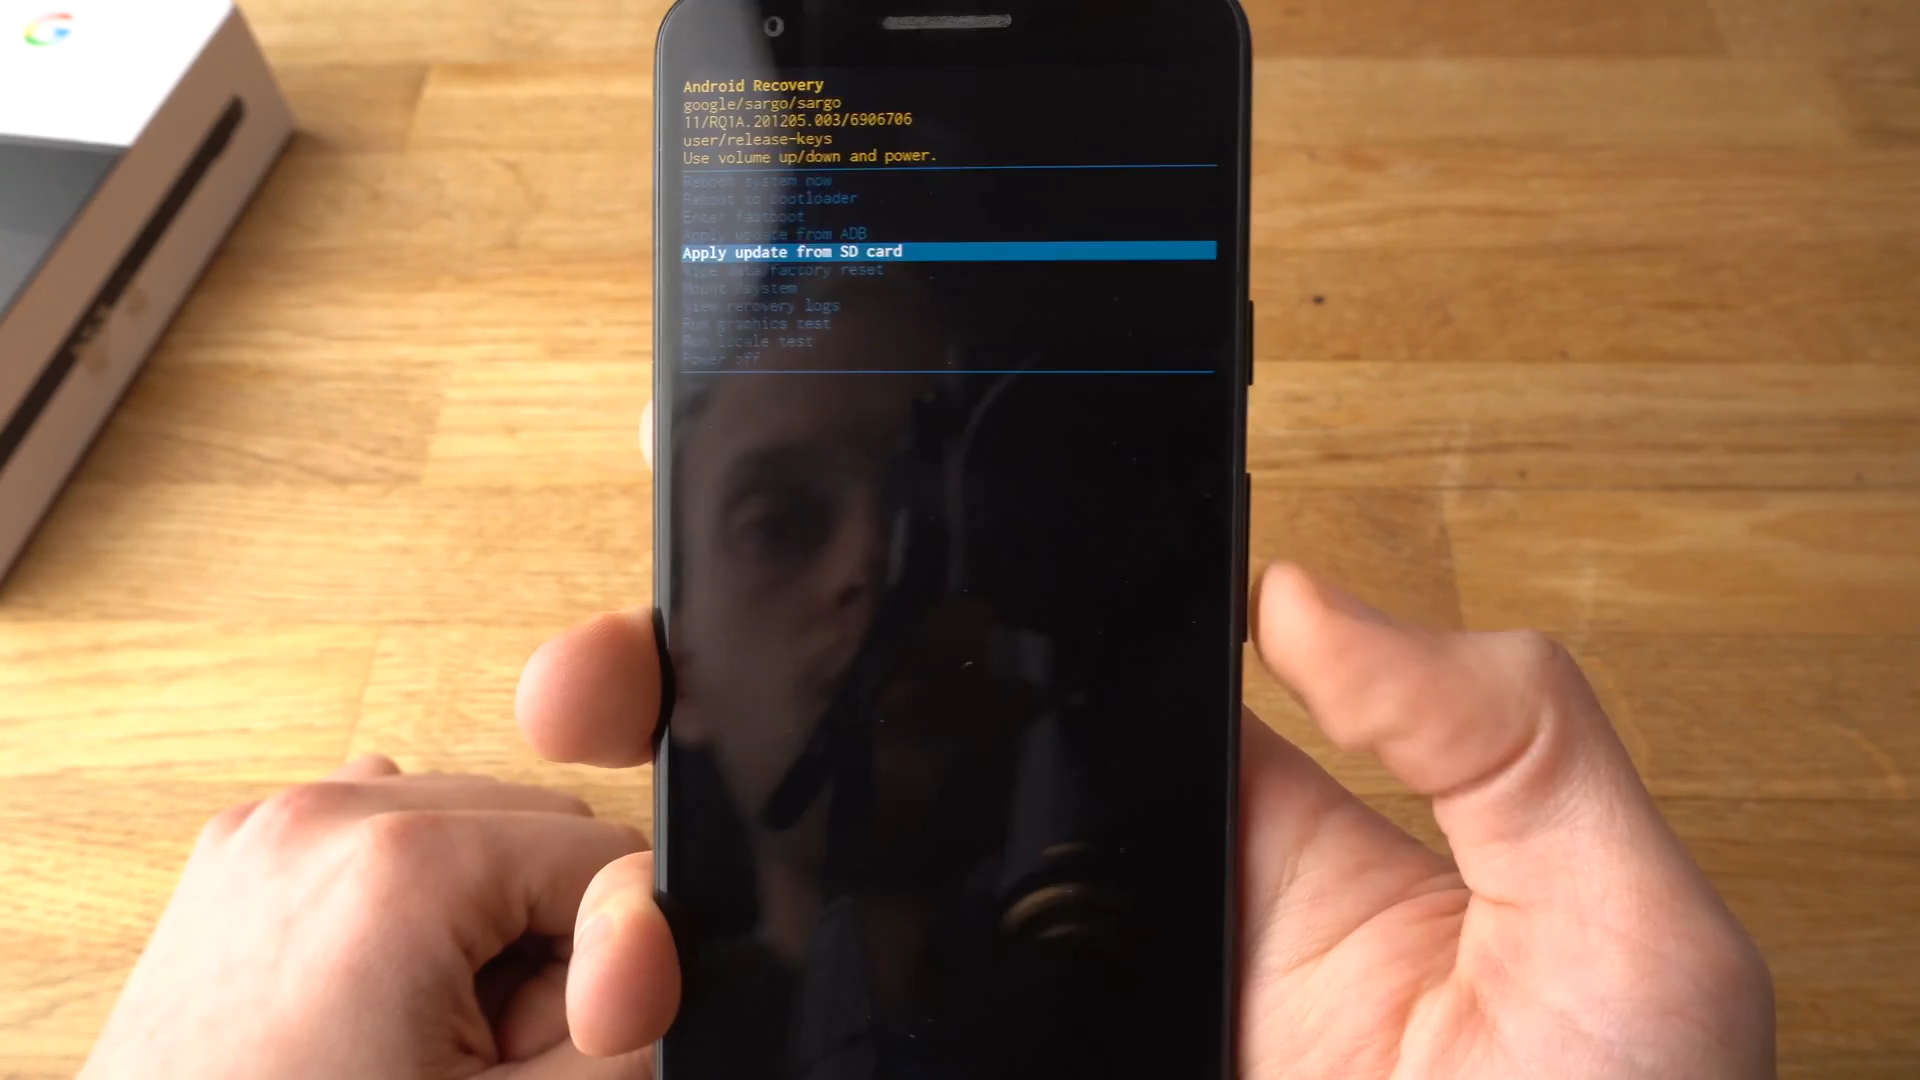 Android Recovery
google/sargo/sargo
11/RQ1A.201205.003/6906706
user/release-keys
Use volume up/down and power.
Reboot system now
Reboot to bootloader
Enter fastboot
Apply update from ADB
Apply update from SD card
Wipe data/factory reset
Mount /system
View recovery logs
Run graphics test
Run locale test
Power off
G